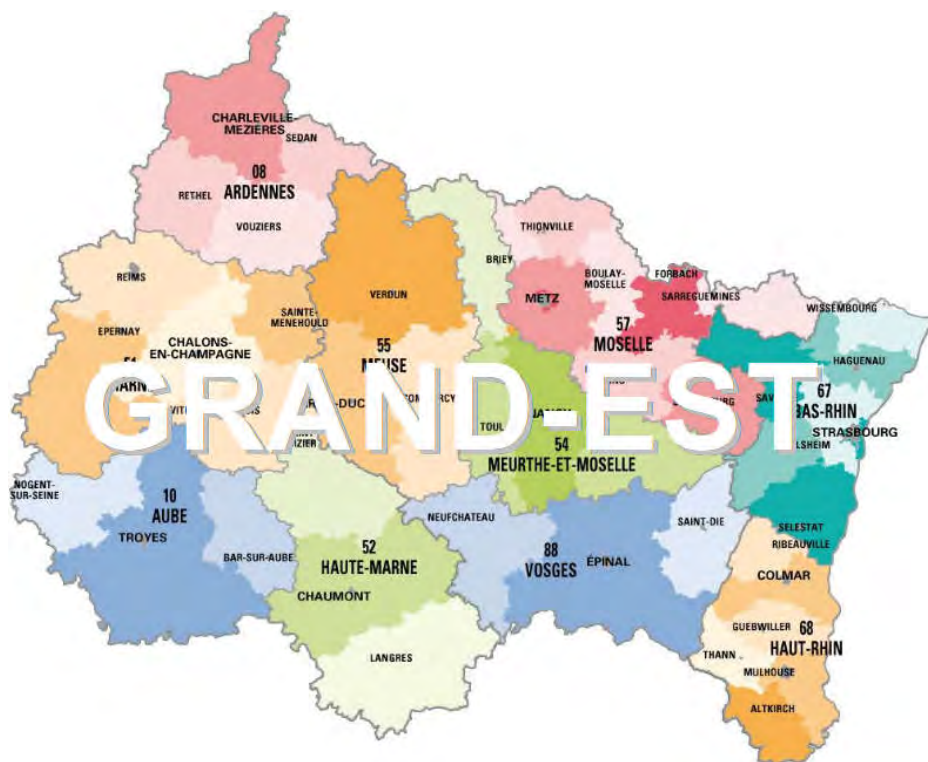 CHARLEVILLE-
MEZIERES
SEDAN
08
ARDENNES
RETHEL
VOUZIERS
THIONVILLE
BRIEY
REIMS
BOULAY-
MOSELLE
FORBACH
SARREGUEMINES
METZ
VERDUN
WISSEMBOURG
SAINTE-
MENEHOULD
EPERNAY
CHALONS-
EN-CHAMPAGNE
57
MOSELLE
55
MEUSE
HAGUENAU
GRAND-EST
67
BAS-RHIN
STRASBOURG
TOUL
54
MEURTHE-ET-MOSELLE
NOGENT-
SUR-SEINE
10
AUBE
TROYES
BAR-SUR-AUBE
NEUFCHATEAU
SAINT-DIE
SELESTAT
RIBEAUVILLE
52
HAUTE-MARNE
CHAUMONT
88
VOSGES
ÉPINAL
COLMAR
GUEBWILLER
68
HAUT-RHIN
THANN
MULHOUSE
LANGRES
ALTKIRCH